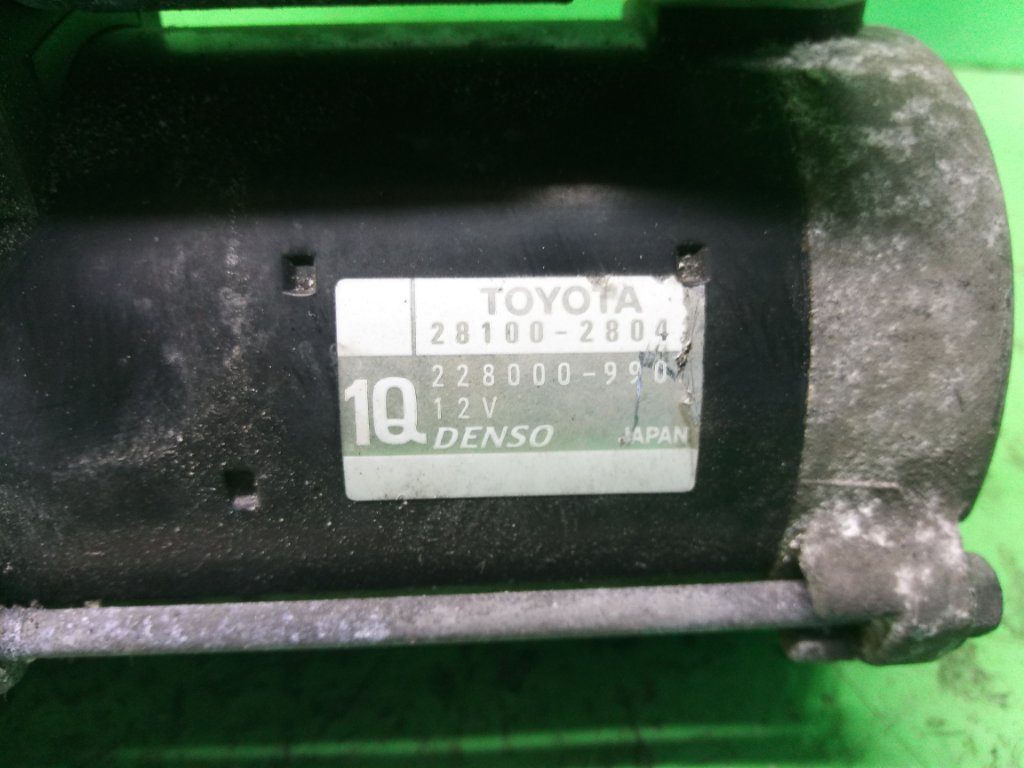 TOYOTA
28100-2804
228000-990
1Q
12V
DENSO JAPAN